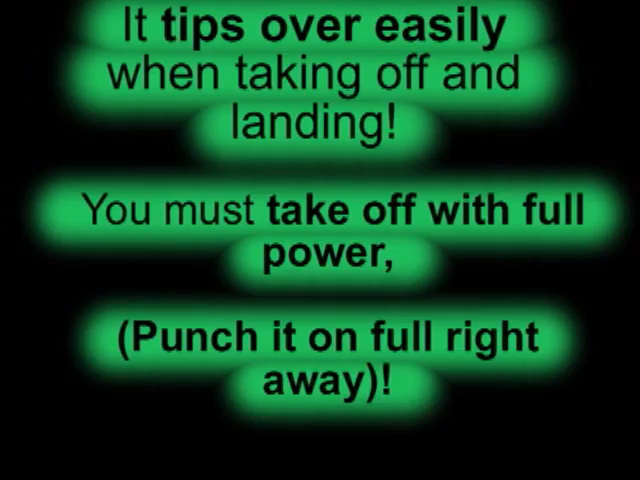 It tips over easily
when taking off and
landing!
You must take off with full
power,
(Punch it on full right
away)!